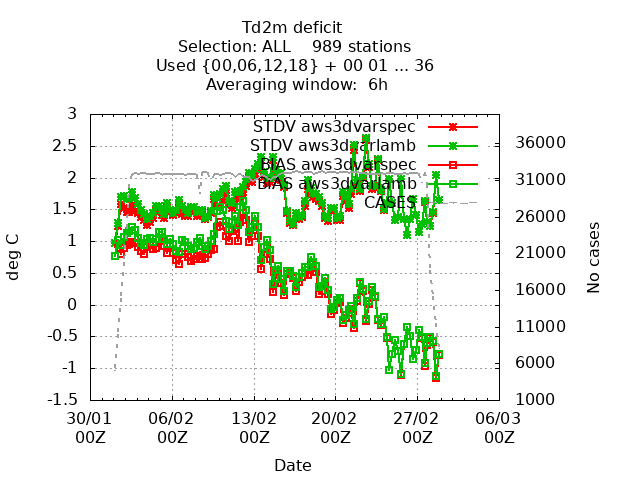 Td2m deficit
Selection: ALL    989 stations
Used {00,06,12,18} + 00 01 ... 36
Averaging window:  6h
3
2.5
2
1.5
1
0.5
0
-0.5
-1
-1.5
deg C
STDV aws3dvarspec
STDV aws3dvarlamb
BIAS aws3dvarspec
BIAS aws3dvarlamb
CASES
36000
31000
26000
21000
16000
11000
6000
1000
No cases
30/01 06/02 13/02 20/02 27/02 06/03
00Z 00Z 00Z 00Z 00Z 00Z
Date